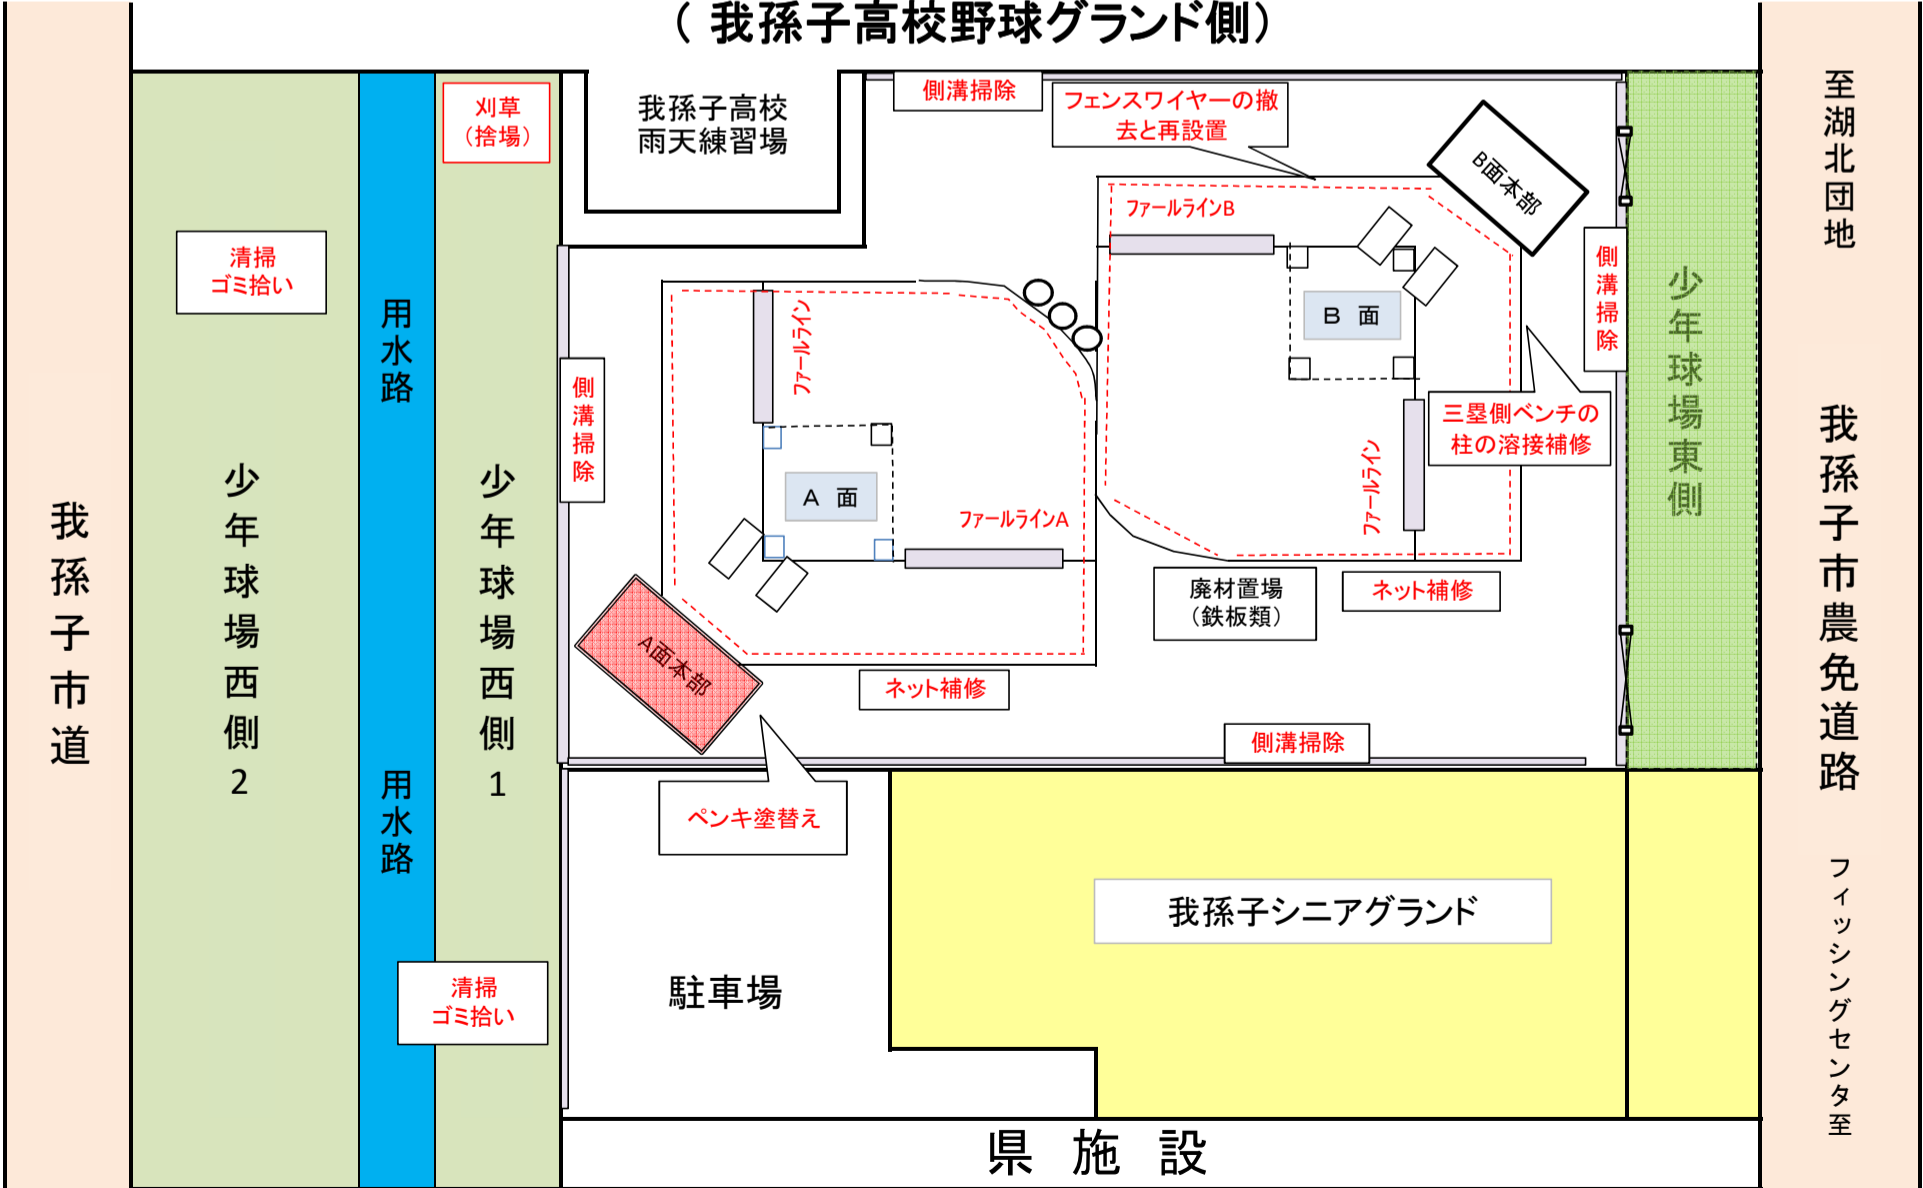 （ 我孫子高校野球グランド側）
我孫子市道
清掃
ゴミ拾い
少年球場西側2
用水路
用水路
刈草
（捨場）
少年球場西側1
清掃
ゴミ拾い
我孫子高校
雨天練習場
側溝掃除
フェンスワイヤーの撤
去と再設置
B面本部
ファールラインB
B 面
側溝掃除
三塁側ベンチの
柱の溶接補修
ファールライン
ファールライン
側溝掃除
A 面
ファールラインA
A面本部
廃材置場
（鉄板類）
ネット補修
ネット補修
側溝掃除
ペンキ塗替え
駐車場
我孫子シニアグランド
県 施 設
少年球場東側
至湖北団地
我孫子市農免道路
フィッシングセンタ至